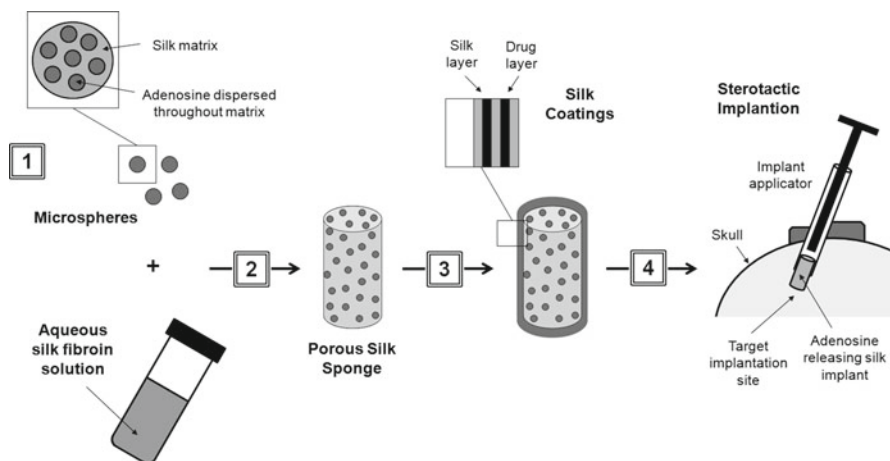 Silk matrix
Adenosine dispersed
throughout matrix
1
Microspheres
+
Aqueous
silk fibroin
solution
2
Porous Silk
Sponge
3
Silk
layer
Drug
layer
Silk
Coatings
4
Sterotactic
Implantion
Implant
applicator
Skull
Target
implantation
site
Adenosine
releasing silk
implant